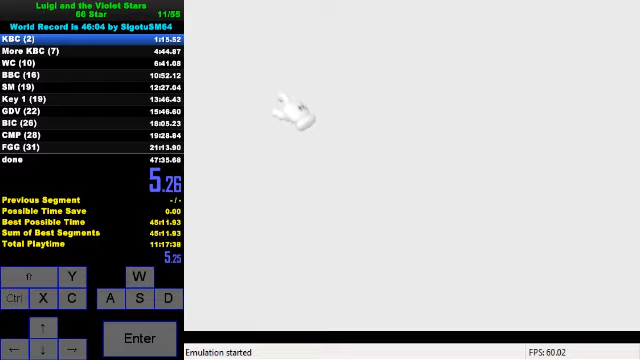 Luigi and the Violet Stars
66 Star 11/55
World Record is 46:04 by SigotuSM64
KBC (2) 1:15.52
More KBC (7) 4:44.87
WC (10) 6:41.08
BBC (16) 10:52.12
SM (19) 12:27.04
Key 1 (19) 13:46.43
GDV (22) 15:46.60
BIC (26) 18:05.23
CMP (28) 19:28.84
FGG (31) 21:13.90
done 47:35.68
5.26
Previous Segment - / -
Possible Time Save 0.00
Best Possible Time 45:11.93
Sum of Best Segments 45:11.93
Total Playtime 11:17:38
5.25
⇧ Y W
Ctrl X C A S D
↑ Enter
← ↓ →
Emulation started FPS: 60.02